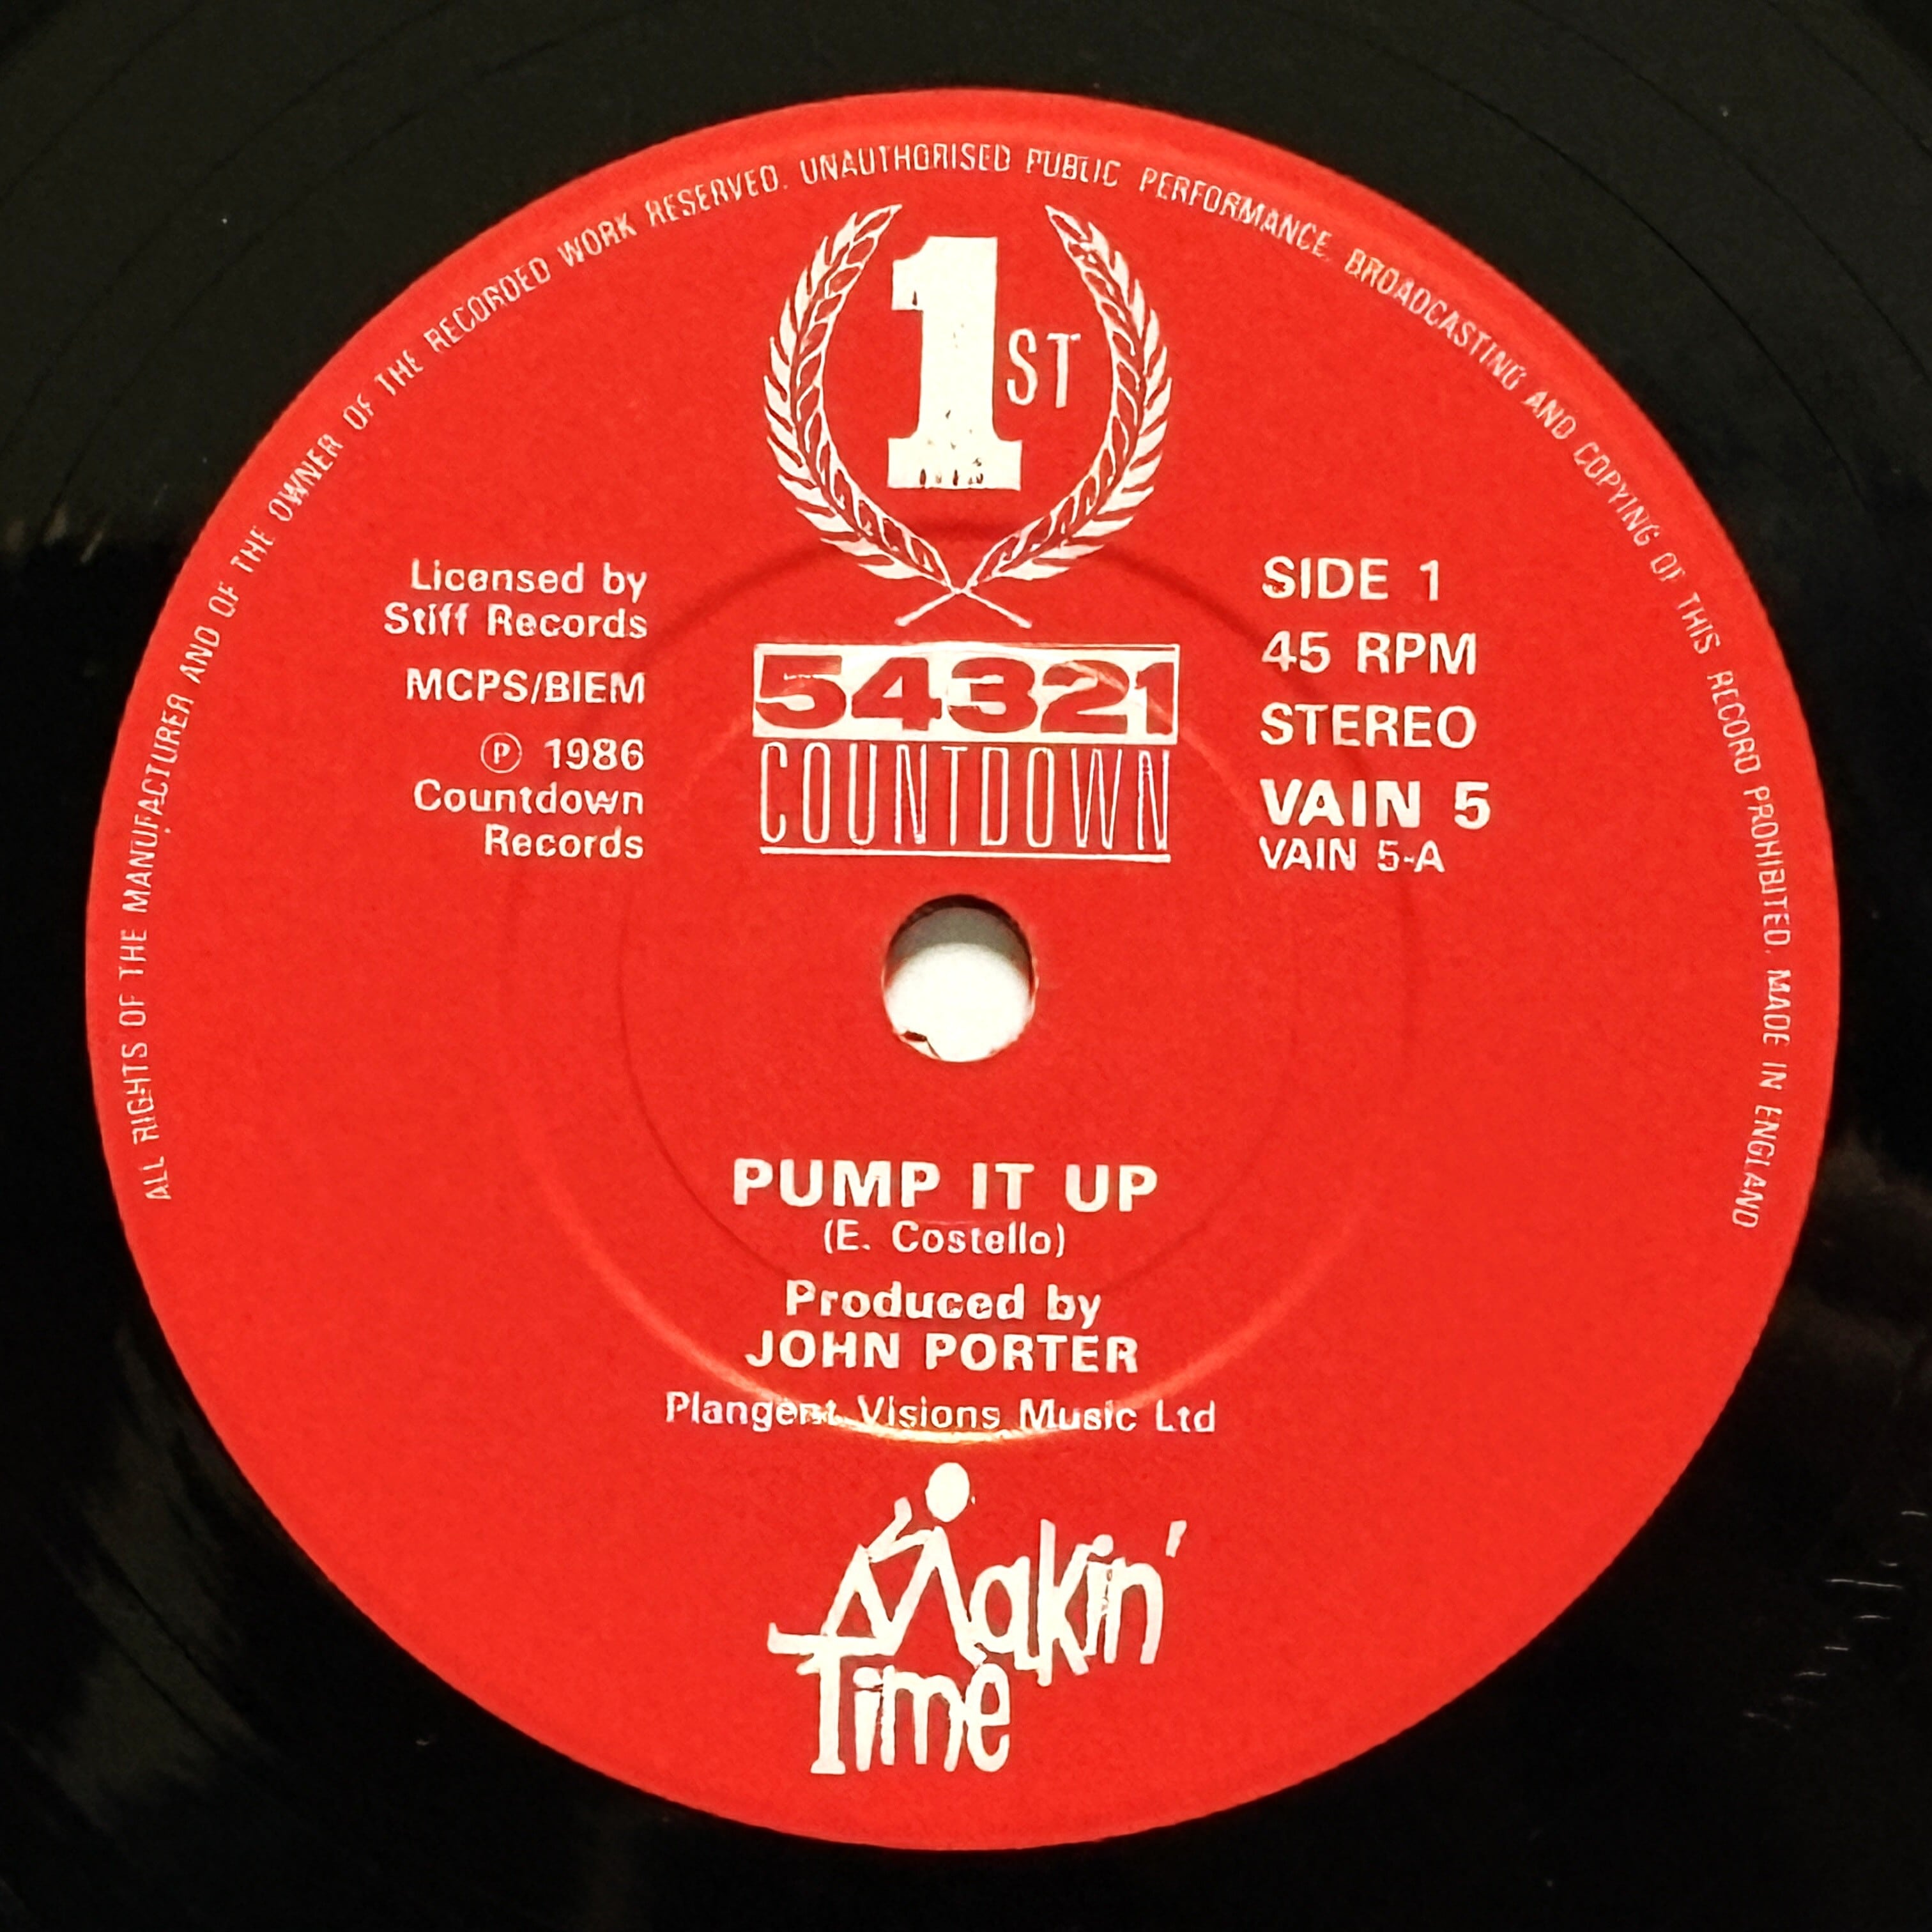 ALL RIGHTS OF THE MANUFACTURER AND OF THE OWNER OF THE RECORDED WORK RESERVED. UNAUTHORISED PUBLIC PERFORMANCE, BROADCASTING AND COPYING OF THIS RECORD PROHIBITED. MADE IN ENGLAND
1ST
54321
COUNTDOWN
Licensed by
Stiff Records
MCPS/BIEM
Ⓟ 1986
Countdown
Records
SIDE 1
45 RPM
STEREO
VAIN 5
VAIN 5-A
PUMP IT UP
(E. Costello)
Produced by
JOHN PORTER
Plangent Visions Music Ltd
Makin'
Time